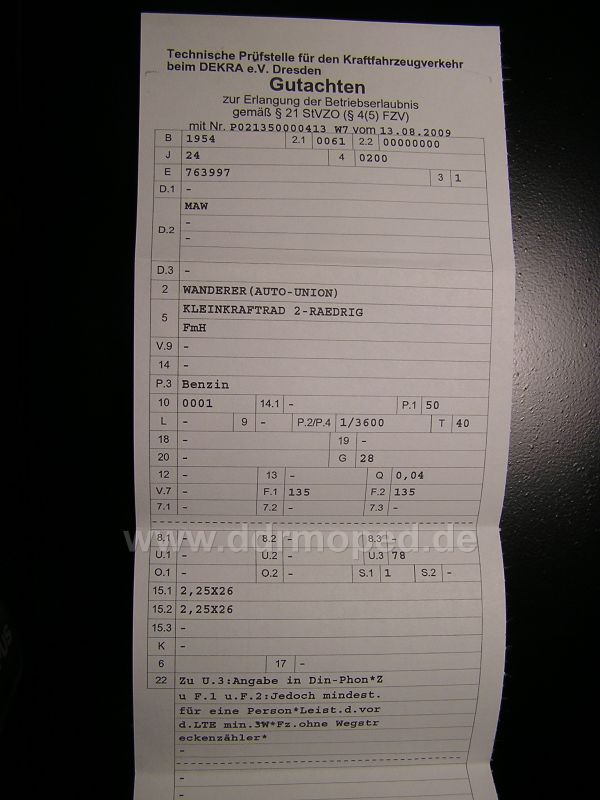 Technische Prüfstelle für den Kraftfahrzeugverkehr
beim DEKRA e.V. Dresden
Gutachten
zur Erlangung der Betriebserlaubnis
gemäß § 21 StVZO (§ 4(5) FZV)
mit Nr. P021350000413 W7 vom 13.08.2009
B 1954 2.1 0061 2.2 00000000
J 24 4 0200
E 763997 3 1
D.1 -
MAW
D.2 -
-
D.3 -
2 WANDERER(AUTO-UNION)
5 KLEINKRAFTRAD 2-RAEDRIG
FmH
V.9 -
14 -
P.3 Benzin
10 0001 14.1 - P.1 50
L - 9 - P.2/P.4 1/3600 T 40
18 - 19 -
20 - G 28
12 - 13 - Q 0,04
V.7 - F.1 135 F.2 135
7.1 - 7.2 - 7.3 -
www.ddrmoped.de
8.1 - 8.2 - 8.3 -
U.1 - U.2 - U.3 78
O.1 - O.2 - S.1 1 S.2 -
15.1 2,25X26
15.2 2,25X26
15.3 -
K -
6 17 -
22 Zu U.3:Angabe in Din-Phon*Z
u F.1 u.F.2:Jedoch mindest.
für eine Person*Leist.d.vor
d.LTE min.3W*Fz.ohne Wegstr
eckenzähler*
-
-
-